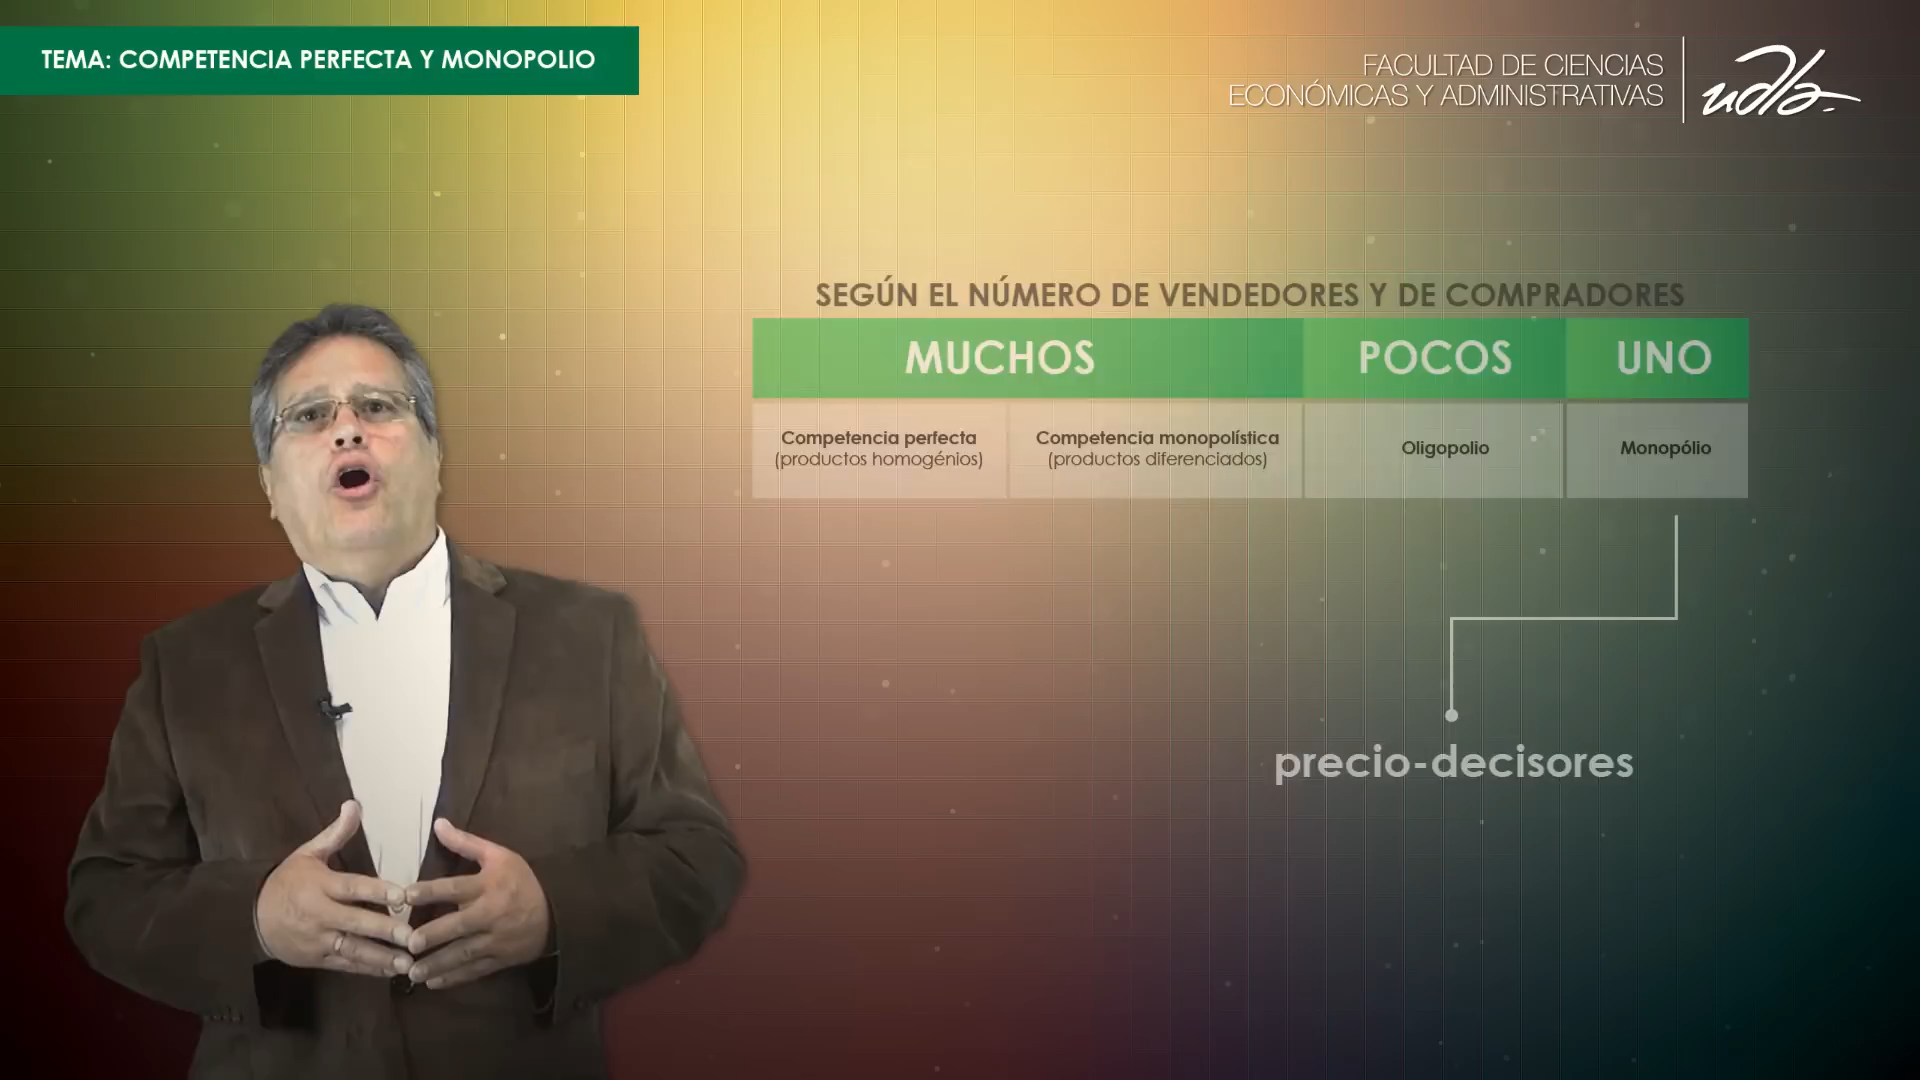 TEMA: COMPETENCIA PERFECTA Y MONOPOLIO
FACULTAD DE CIENCIAS
ECONÓMICAS Y ADMINISTRATIVAS
udla-
SEGÚN EL NÚMERO DE VENDEDORES Y DE COMPRADORES
MUCHOS
POCOS
UNO
Competencia perfecta
(productos homogénios)
Competencia monopolística
(productos diferenciados)
Oligopolio
Monopólio
precio-decisores